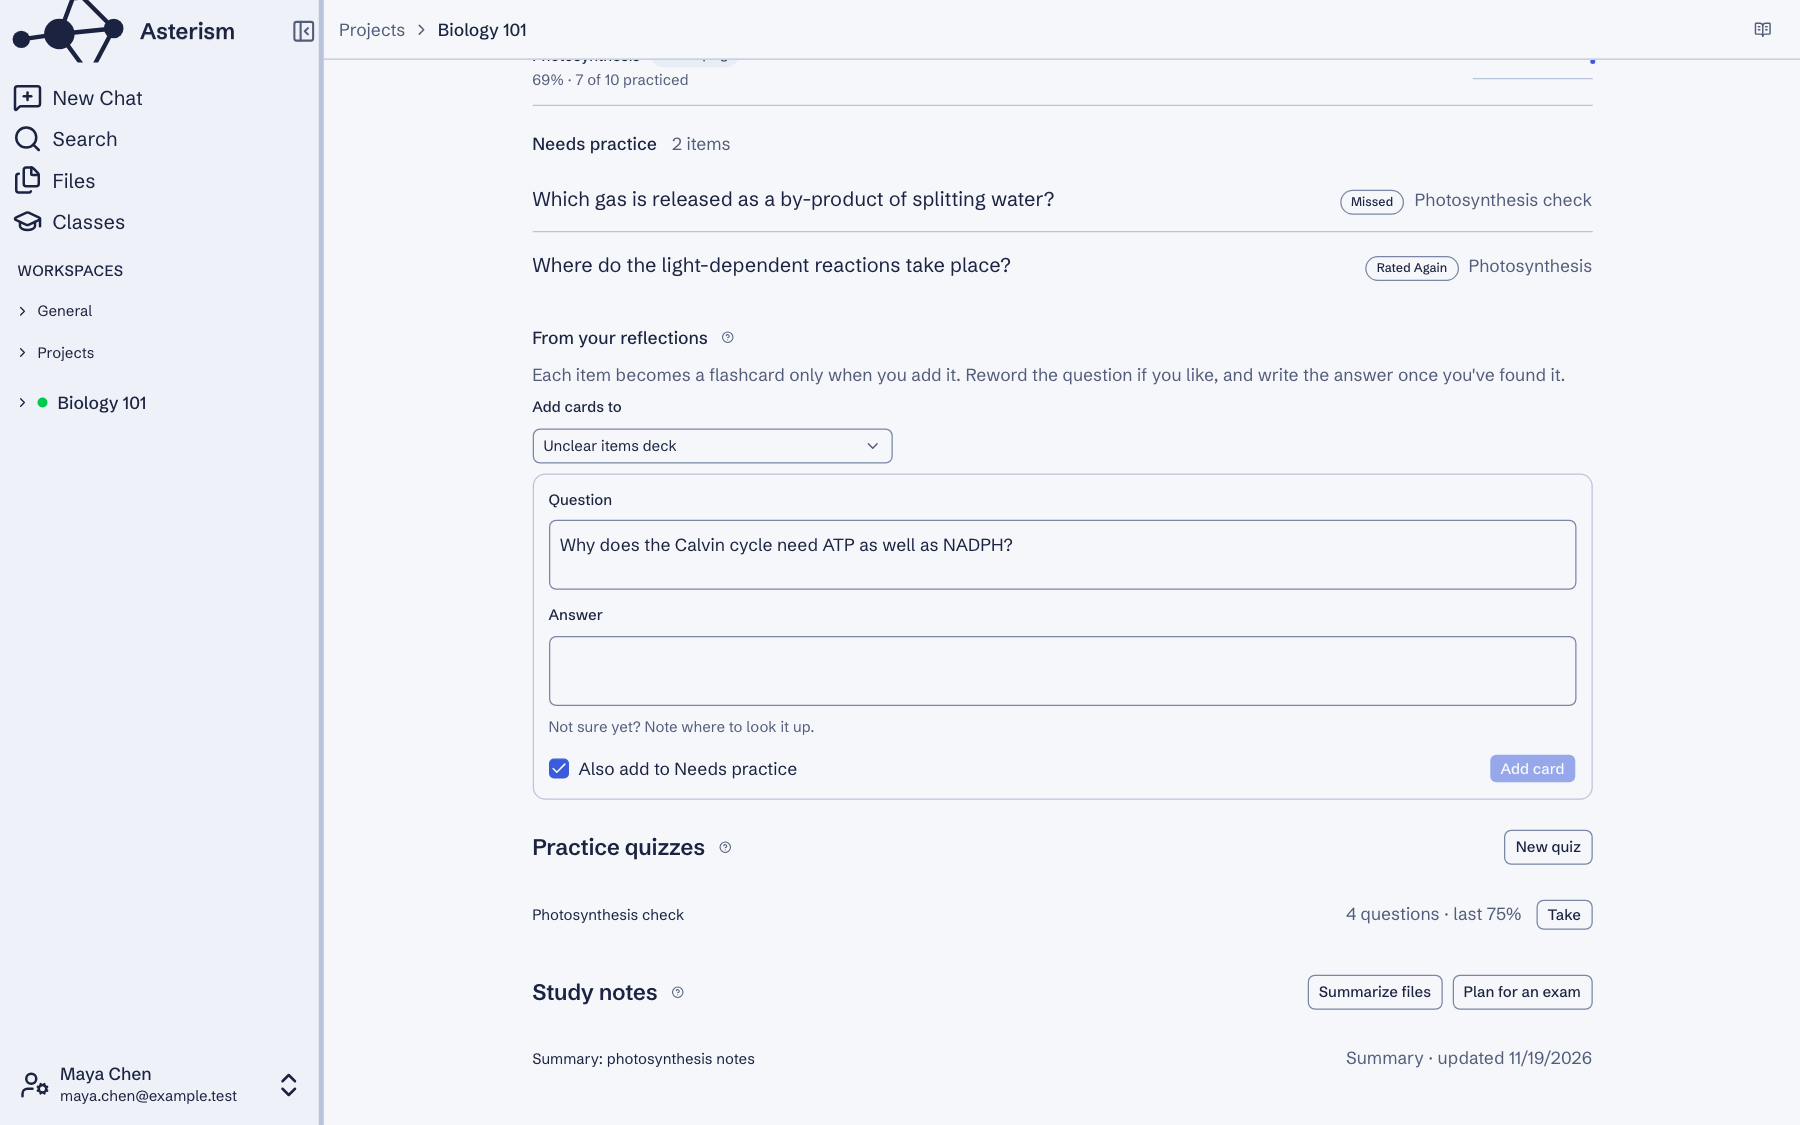 Asterism
Projects > Biology 101
New Chat
Search
Files
Classes
WORKSPACES
General
Projects
Biology 101
Maya Chen
maya.chen@example.test
Photosynthesis
69% · 7 of 10 practiced
Needs practice 2 items
Which gas is released as a by-product of splitting water? Missed Photosynthesis check
Where do the light-dependent reactions take place? Rated Again Photosynthesis
From your reflections
Each item becomes a flashcard only when you add it. Reword the question if you like, and write the answer once you've found it.
Add cards to
Unclear items deck
Question
Why does the Calvin cycle need ATP as well as NADPH?
Answer
Not sure yet? Note where to look it up.
Also add to Needs practice Add card
Practice quizzes New quiz
Photosynthesis check 4 questions · last 75% Take
Study notes Summarize files Plan for an exam
Summary: photosynthesis notes Summary · updated 11/19/2026